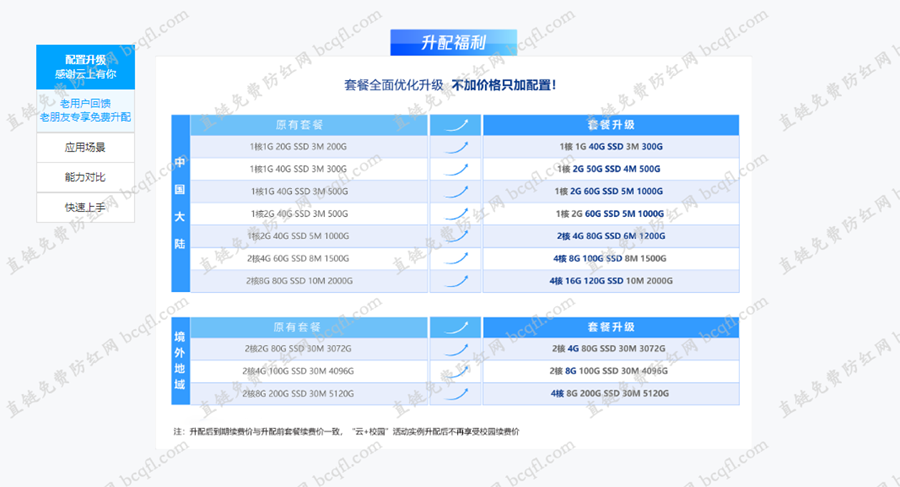 升配福利
配置升级
感谢云上有你
老用户回馈
老朋友专享免费升配
应用场景
能力对比
快速上手
套餐全面优化升级 不加价格只加配置！
中国大陆
原有套餐 套餐升级
1核1G 20G SSD 3M 200G 1核 1G 40G SSD 3M 300G
1核1G 40G SSD 3M 300G 1核 2G 50G SSD 4M 500G
1核1G 40G SSD 3M 500G 1核 2G 60G SSD 5M 1000G
1核2G 40G SSD 3M 500G 1核 2G 60G SSD 5M 1000G
1核2G 40G SSD 5M 1000G 2核 4G 80G SSD 6M 1200G
2核4G 60G SSD 8M 1500G 4核 8G 100G SSD 8M 1500G
2核8G 80G SSD 10M 2000G 4核 16G 120G SSD 10M 2000G
境外地域
原有套餐 套餐升级
2核2G 80G SSD 30M 3072G 2核 4G 80G SSD 30M 3072G
2核4G 100G SSD 30M 4096G 2核 8G 100G SSD 30M 4096G
2核8G 200G SSD 30M 5120G 4核 8G 200G SSD 30M 5120G
注：升配后到期续费价与升配前套餐续费价一致，“云+校园”活动实例升配后不再享受校园续费价
直链免费防红网 bcqfl.com